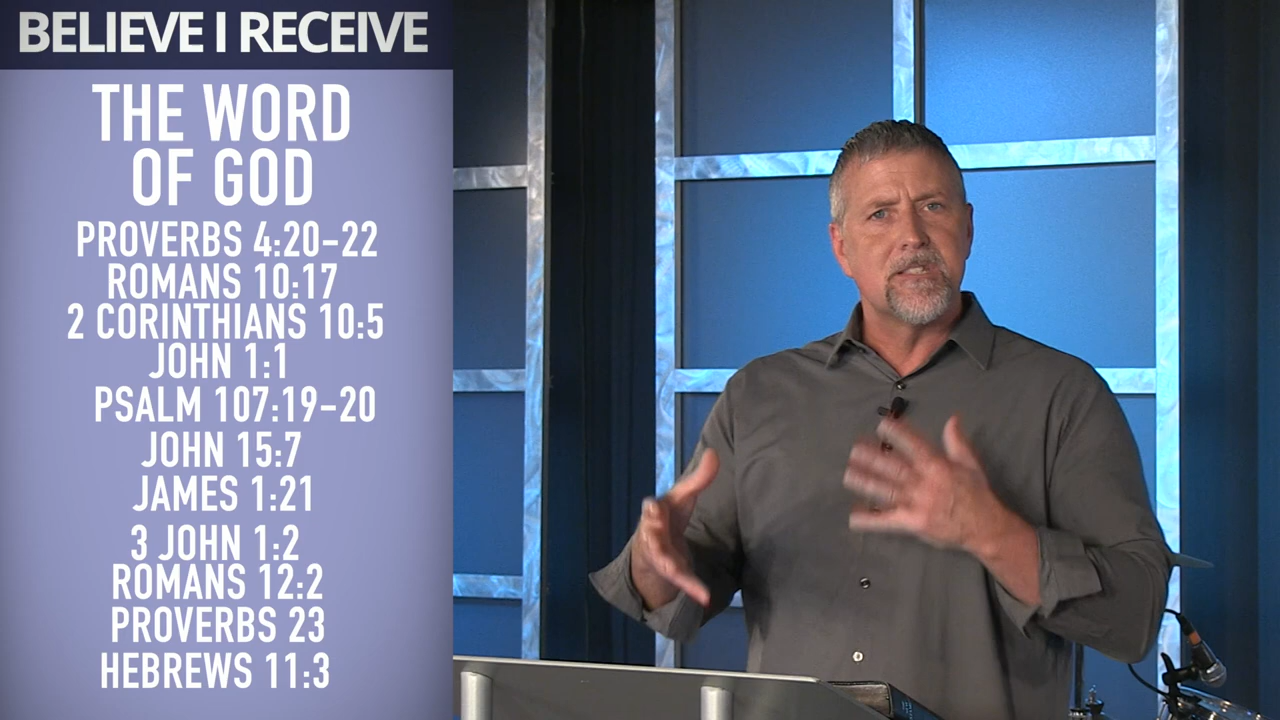 BELIEVE I RECEIVE
THE WORD
OF GOD
PROVERBS 4:20-22
ROMANS 10:17
2 CORINTHIANS 10:5
JOHN 1:1
PSALM 107:19-20
JOHN 15:7
JAMES 1:21
3 JOHN 1:2
ROMANS 12:2
PROVERBS 23
HEBREWS 11:3